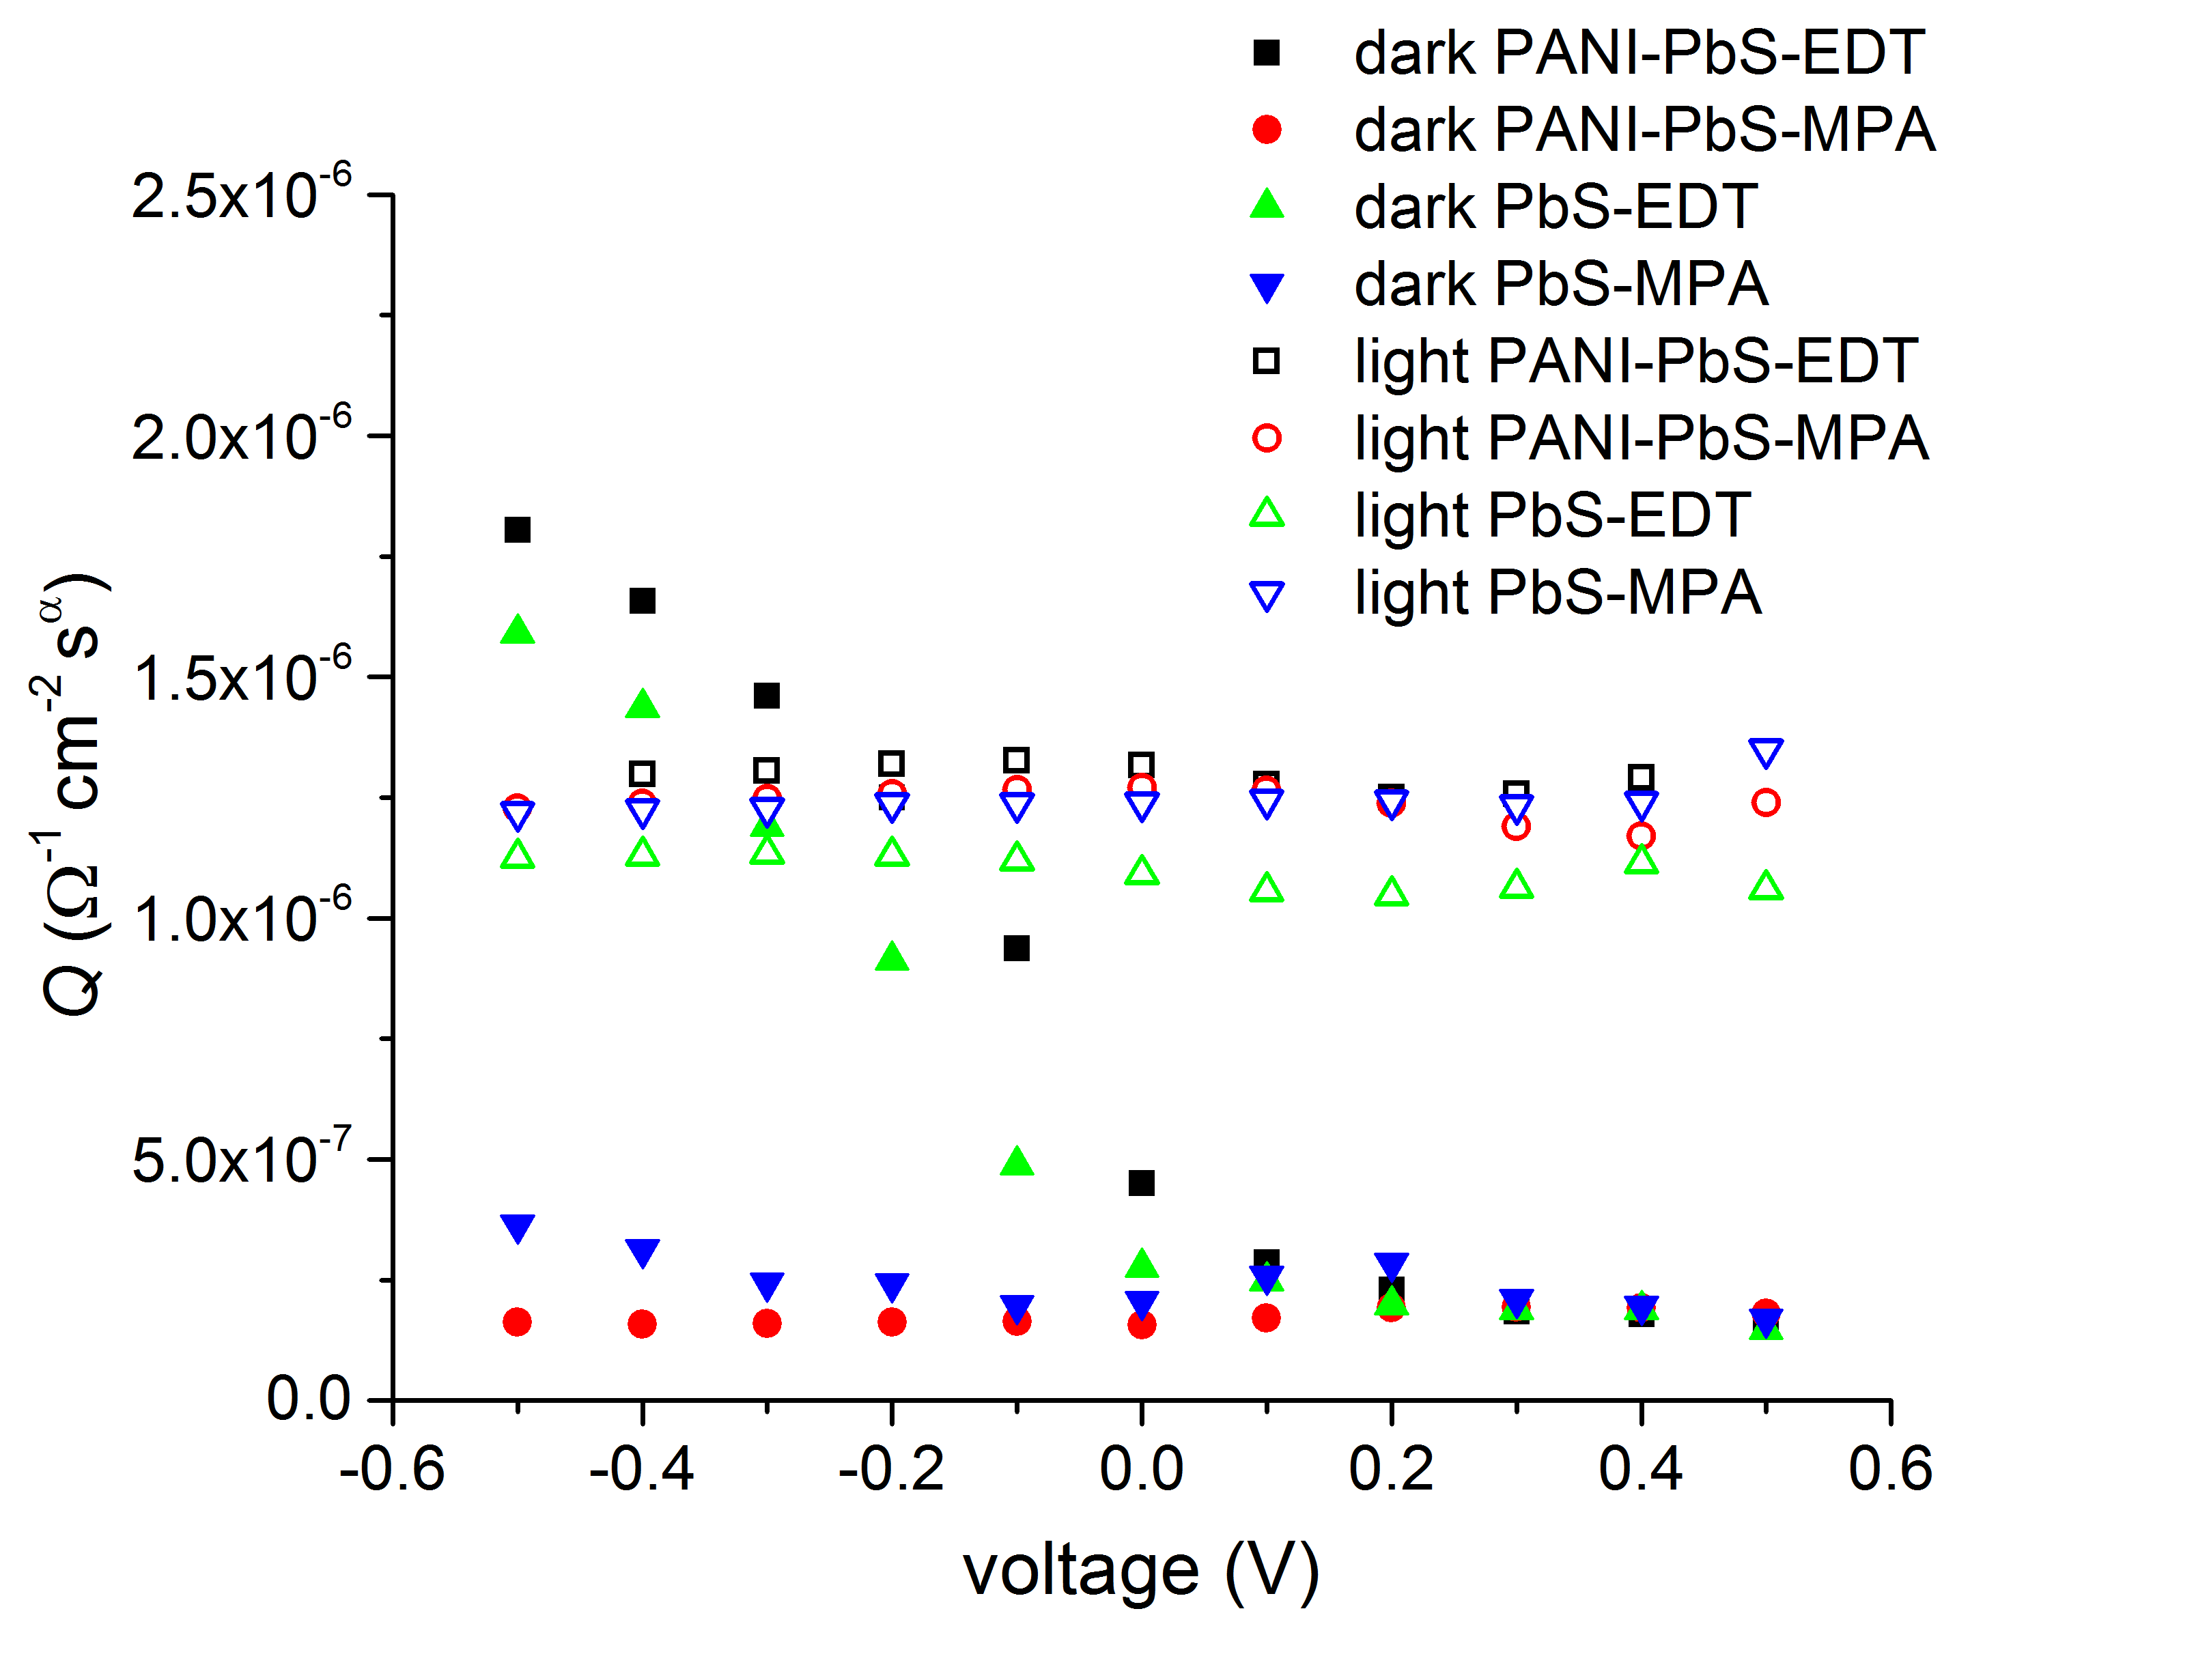 dark PANI-PbS-EDT
dark PANI-PbS-MPA
dark PbS-EDT
dark PbS-MPA
light PANI-PbS-EDT
light PANI-PbS-MPA
light PbS-EDT
light PbS-MPA
2.5x10⁻⁶
2.0x10⁻⁶
1.5x10⁻⁶
1.0x10⁻⁶
5.0x10⁻⁷
0.0
Q (Ω⁻¹ cm⁻² sᵅ)
-0.6 -0.4 -0.2 0.0 0.2 0.4 0.6
voltage (V)